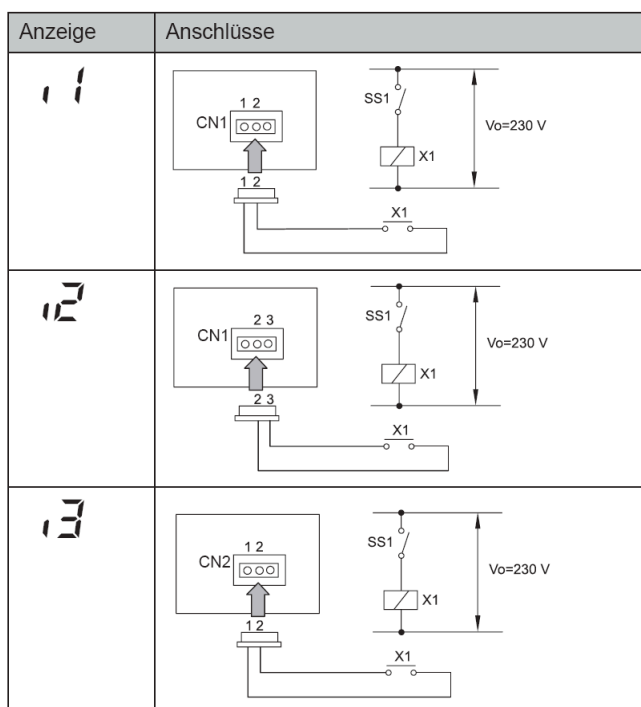 Anzeige Anschlüsse
i1
1 2
CN1
1 2
X1
SS1
X1
Vo=230 V
i2
2 3
CN1
2 3
X1
SS1
X1
Vo=230 V
i3
1 2
CN2
1 2
X1
SS1
X1
Vo=230 V